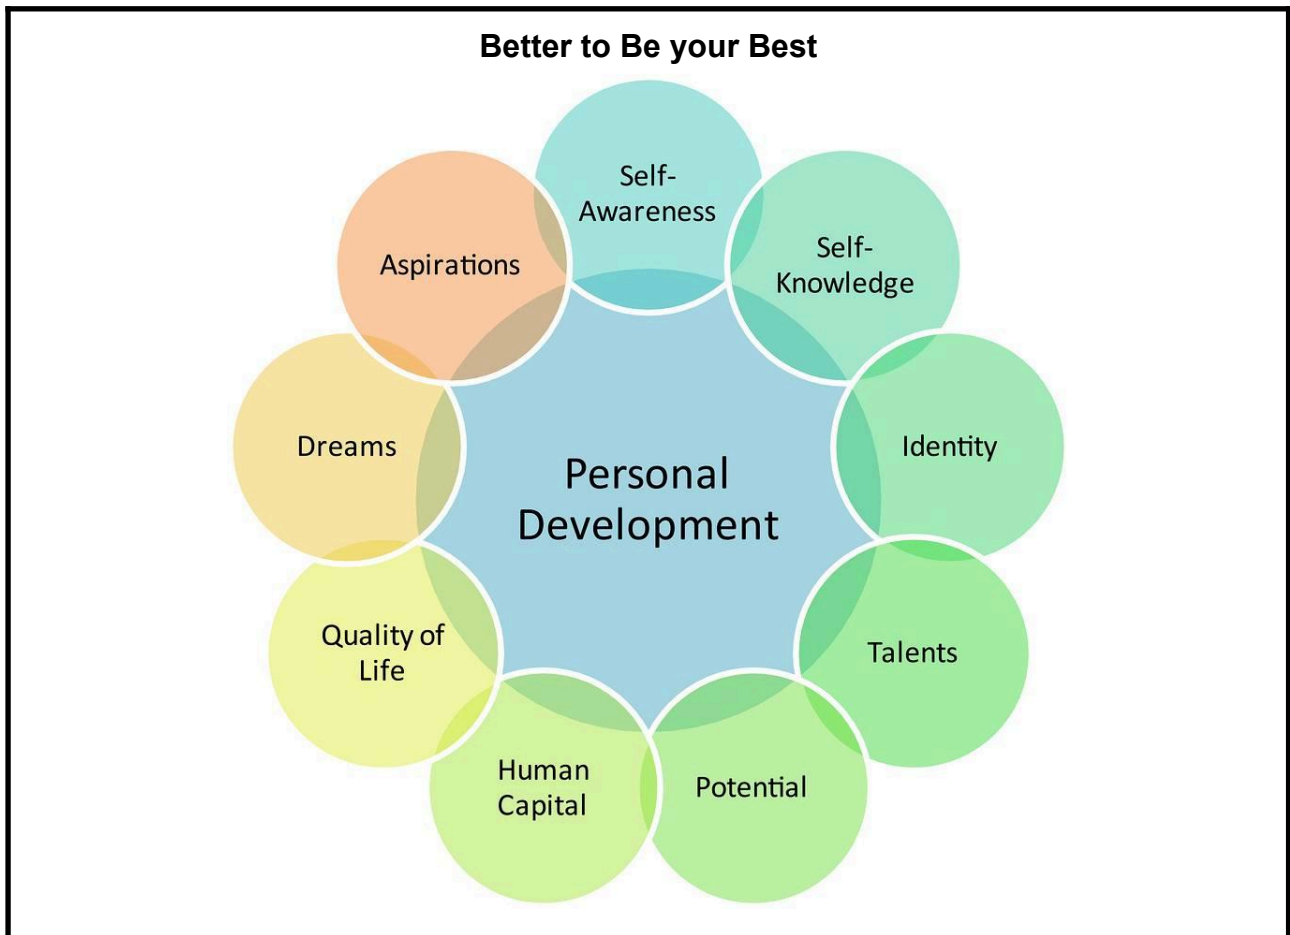 Better to Be your Best
Self-
Awareness
Self-
Knowledge
Identity
Talents
Potential
Human
Capital
Quality of
Life
Dreams
Aspirations
Personal
Development